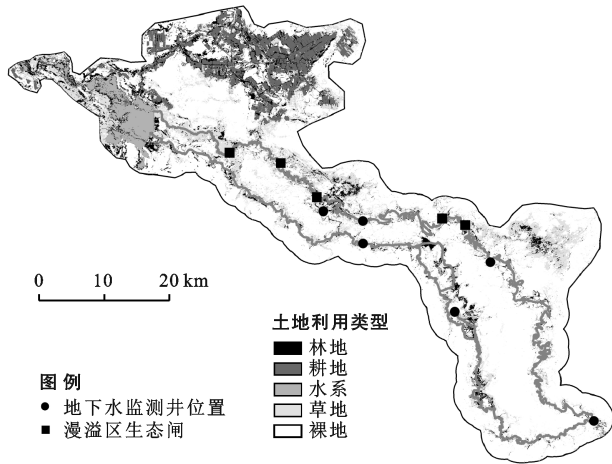 0 10 20 km
图例
地下水监测井位置
漫溢区生态闸
土地利用类型
林地
耕地
水系
草地
裸地